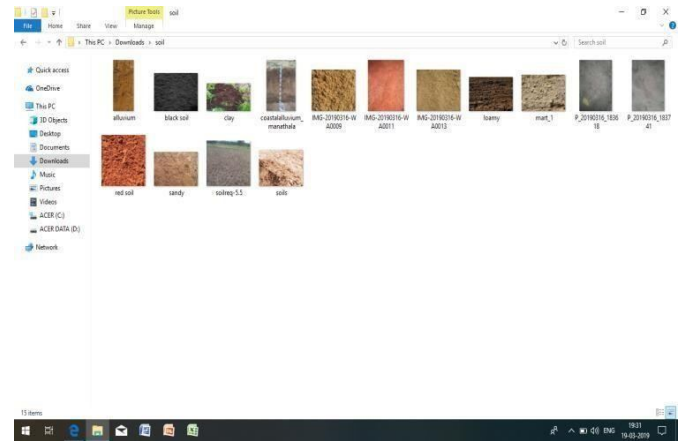 Picture Tools soil
File Home Share View Manage
This PC › Downloads › soil
Search soil
Quick access
OneDrive
This PC
3D Objects
Desktop
Documents
Downloads
Music
Pictures
Videos
ACER (C:)
ACER DATA (D:)
Network
alluvium
black soil
clay
coastalalluvium_
manathala
IMG-20190316-W
A0009
IMG-20190316-W
A0011
IMG-20190316-W
A0013
loamy
matt_1
P_20190316_1836
18
P_20190316_1837
41
red soil
sandy
soilreq-5.5
soils
15 items
ENG
19:31
19-03-2019